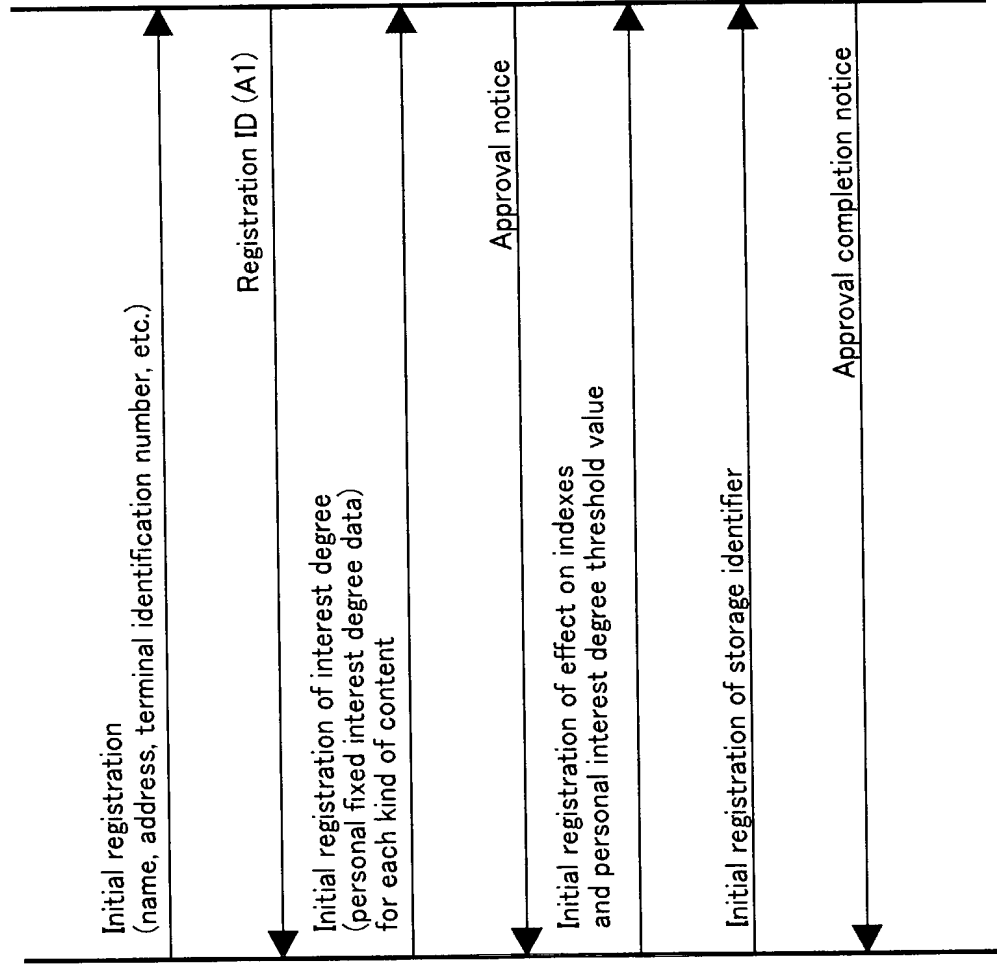 Initial registration
(name, address, terminal identification number, etc.)
Registration ID (A1)
Initial registration of interest degree
(personal fixed interest degree data)
for each kind of content
Approval notice
Initial registration of effect on indexes
and personal interest degree threshold value
Initial registration of storage identifier
Approval completion notice